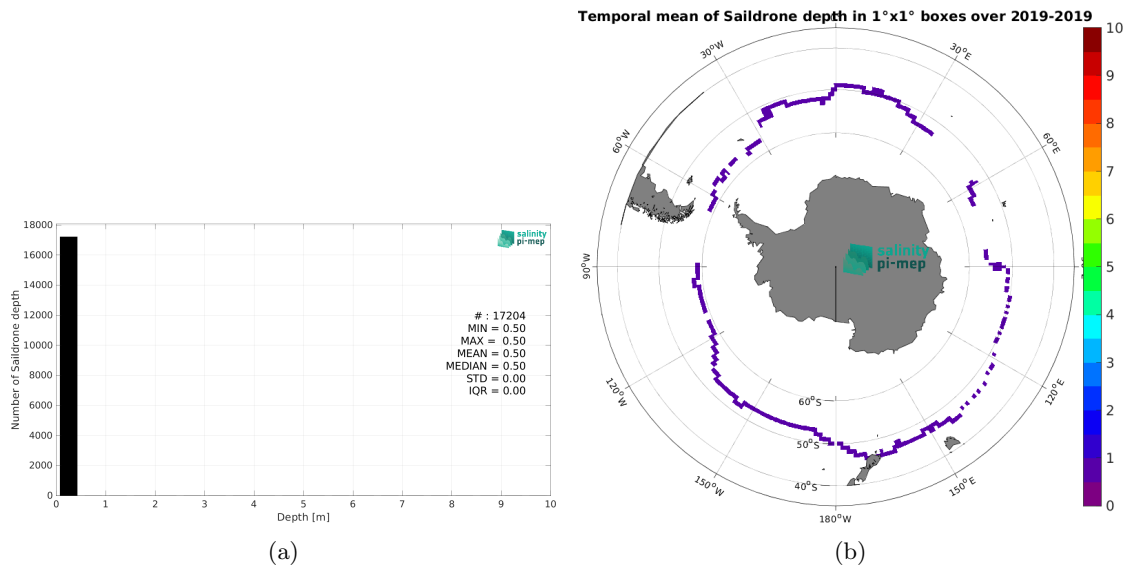 Temporal mean of Saildrone depth in 1°x1° boxes over 2019-2019
18000
16000
14000
12000
10000
8000
6000
4000
2000
0
Number of Saildrone depth
salinity
pi-mep
# : 17204
MIN = 0.50
MAX = 0.50
MEAN = 0.50
MEDIAN = 0.50
STD = 0.00
IQR = 0.00
0 1 2 3 4 5 6 7 8 9 10
Depth [m]
(a)
30°W
30°E
60°W
60°E
90°W
salinity
pi-mep
120°W
120°E
150°W
150°E
180°W
60°S
50°S
40°S
10
9
8
7
6
5
4
3
2
1
0
(b)